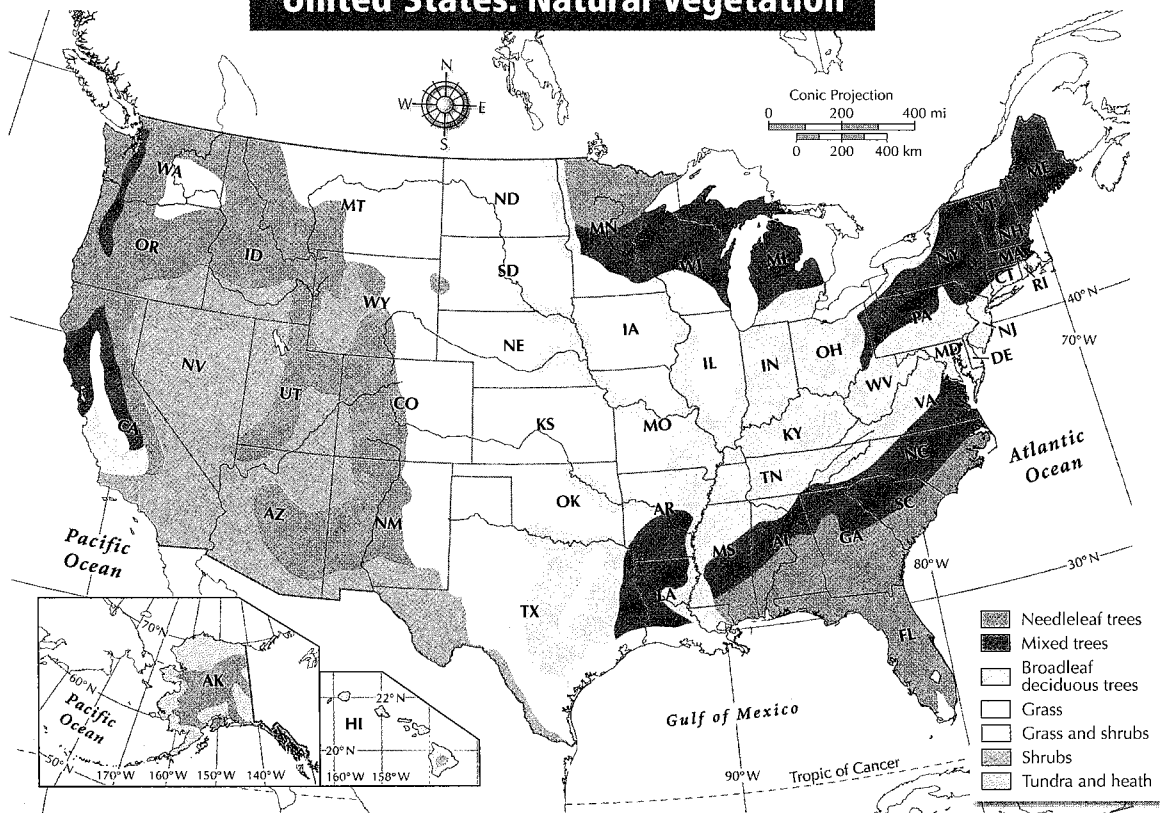 United States: Natural Vegetation
N
W
E
S
Conic Projection
0 200 400 mi
0 200 400 km
WA
MT
ND
MN
ME
VT
NH
NY
MA
CT
RI
OR
ID
SD
WI
MI
WY
40°N
70°W
IA
NE
PA
NJ
NV
IL
IN
OH
MD
DE
UT
WV
CO
VA
KS
MO
KY
CA
NC
Atlantic
Ocean
TN
OK
AR
SC
AZ
NM
MS
AL
GA
Pacific
Ocean
80°W
30°N
LA
TX
FL
70°N
60°N
AK
Pacific
Ocean
50°N
170°W 160°W 150°W 140°W
22°N
HI
20°N
160°W 158°W
Gulf of Mexico
90°W
Tropic of Cancer
Needleleaf trees
Mixed trees
Broadleaf
deciduous trees
Grass
Grass and shrubs
Shrubs
Tundra and heath